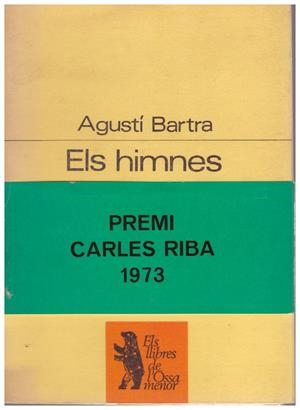 Agustí Bartra
Els himnes
PREMI
CARLES RIBA
1973
Els
llibres
de
l'Ossa
menor